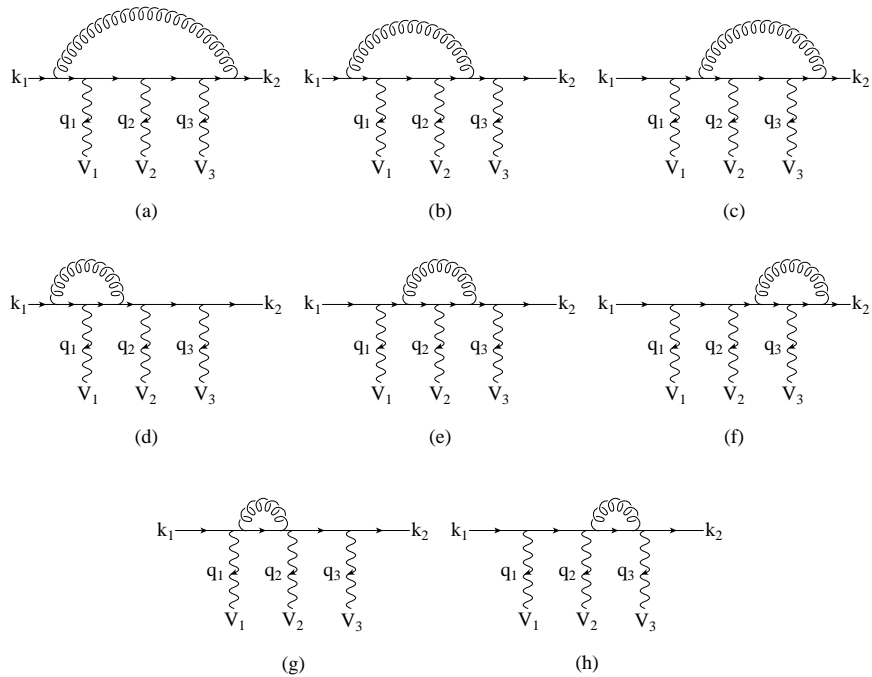 k₁ k₂ k₁ k₂ k₁ k₂
q₁ q₂ q₃ q₁ q₂ q₃ q₁ q₂ q₃
V₁ V₂ V₃ V₁ V₂ V₃ V₁ V₂ V₃
(a) (b) (c)
k₁ k₂ k₁ k₂ k₁ k₂
q₁ q₂ q₃ q₁ q₂ q₃ q₁ q₂ q₃
V₁ V₂ V₃ V₁ V₂ V₃ V₁ V₂ V₃
(d) (e) (f)
k₁ k₂ k₁ k₂
q₁ q₂ q₃ q₁ q₂ q₃
V₁ V₂ V₃ V₁ V₂ V₃
(g) (h)